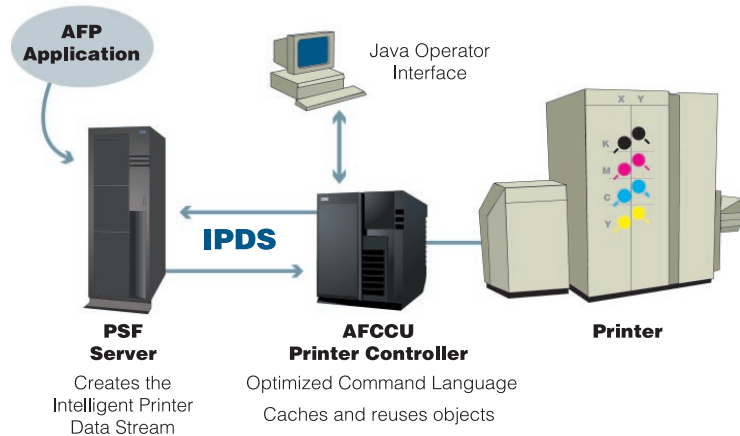 AFP
Application
Java Operator
Interface
X Y
K
M
C
Y
IPDS
PSF
Server
Creates the
Intelligent Printer
Data Stream
AFCCU
Printer Controller
Optimized Command Language
Caches and reuses objects
Printer